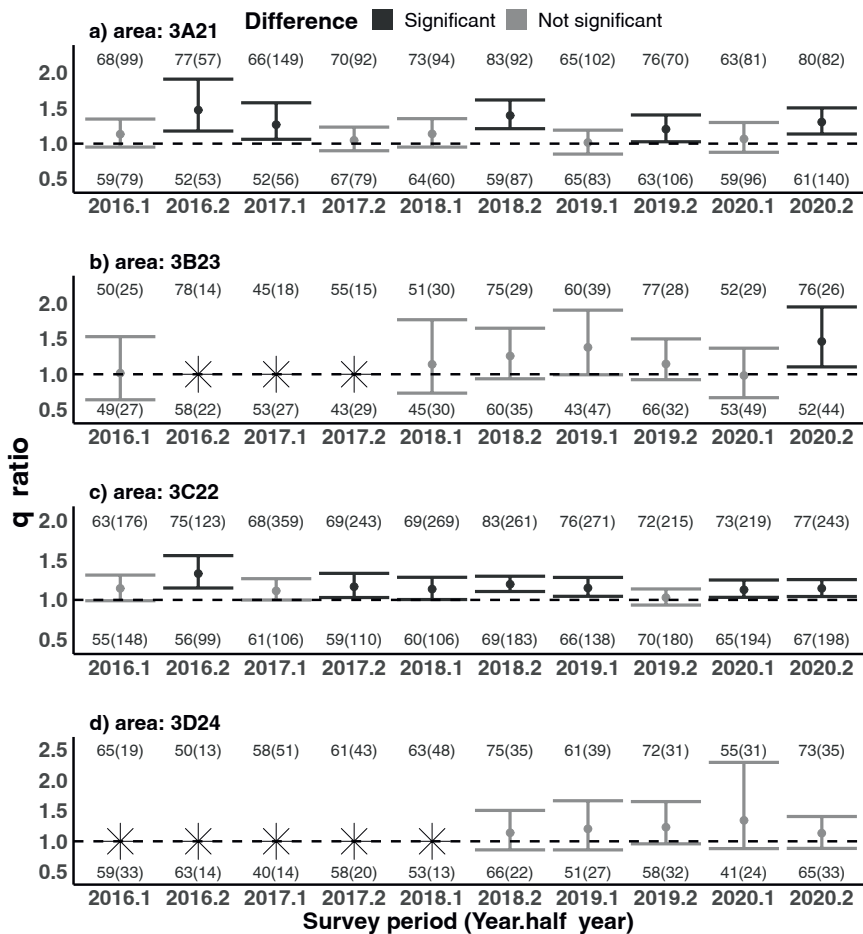 Difference Significant Not significant
a) area: 3A21
68(99) 77(57) 66(149) 70(92) 73(94) 83(92) 65(102) 76(70) 63(81) 80(82)
2.0
1.5
1.0
0.5
59(79) 52(53) 52(56) 67(79) 64(60) 59(87) 65(83) 63(106) 59(96) 61(140)
2016.1 2016.2 2017.1 2017.2 2018.1 2018.2 2019.1 2019.2 2020.1 2020.2
b) area: 3B23
50(25) 78(14) 45(18) 55(15) 51(30) 75(29) 60(39) 77(28) 52(29) 76(26)
2.0
1.5
1.0
0.5
49(27) 58(22) 53(27) 43(29) 45(30) 60(35) 43(47) 66(32) 53(49) 52(44)
2016.1 2016.2 2017.1 2017.2 2018.1 2018.2 2019.1 2019.2 2020.1 2020.2
q ratio
c) area: 3C22
63(176) 75(123) 68(359) 69(243) 69(269) 83(261) 76(271) 72(215) 73(219) 77(243)
2.0
1.5
1.0
0.5
55(148) 56(99) 61(106) 59(110) 60(106) 69(183) 66(138) 70(180) 65(194) 67(198)
2016.1 2016.2 2017.1 2017.2 2018.1 2018.2 2019.1 2019.2 2020.1 2020.2
d) area: 3D24
65(19) 50(13) 58(51) 61(43) 63(48) 75(35) 61(39) 72(31) 55(31) 73(35)
2.5
2.0
1.5
1.0
0.5
59(33) 63(14) 40(14) 58(20) 53(13) 66(22) 51(27) 58(32) 41(24) 65(33)
2016.1 2016.2 2017.1 2017.2 2018.1 2018.2 2019.1 2019.2 2020.1 2020.2
Survey period (Year.half year)